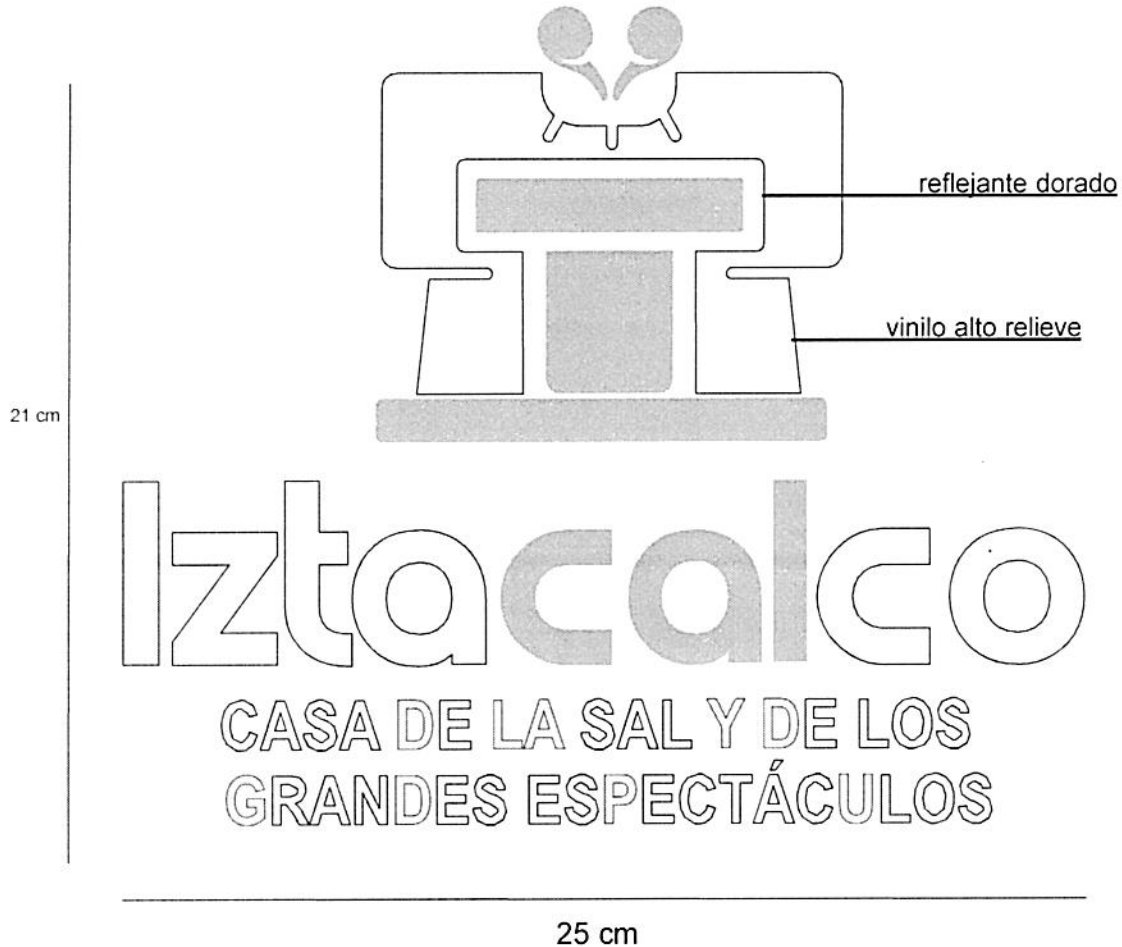 reflejante dorado
vinilo alto relieve
21 cm
Iztacalco
CASA DE LA SAL Y DE LOS
GRANDES ESPECTÁCULOS
25 cm